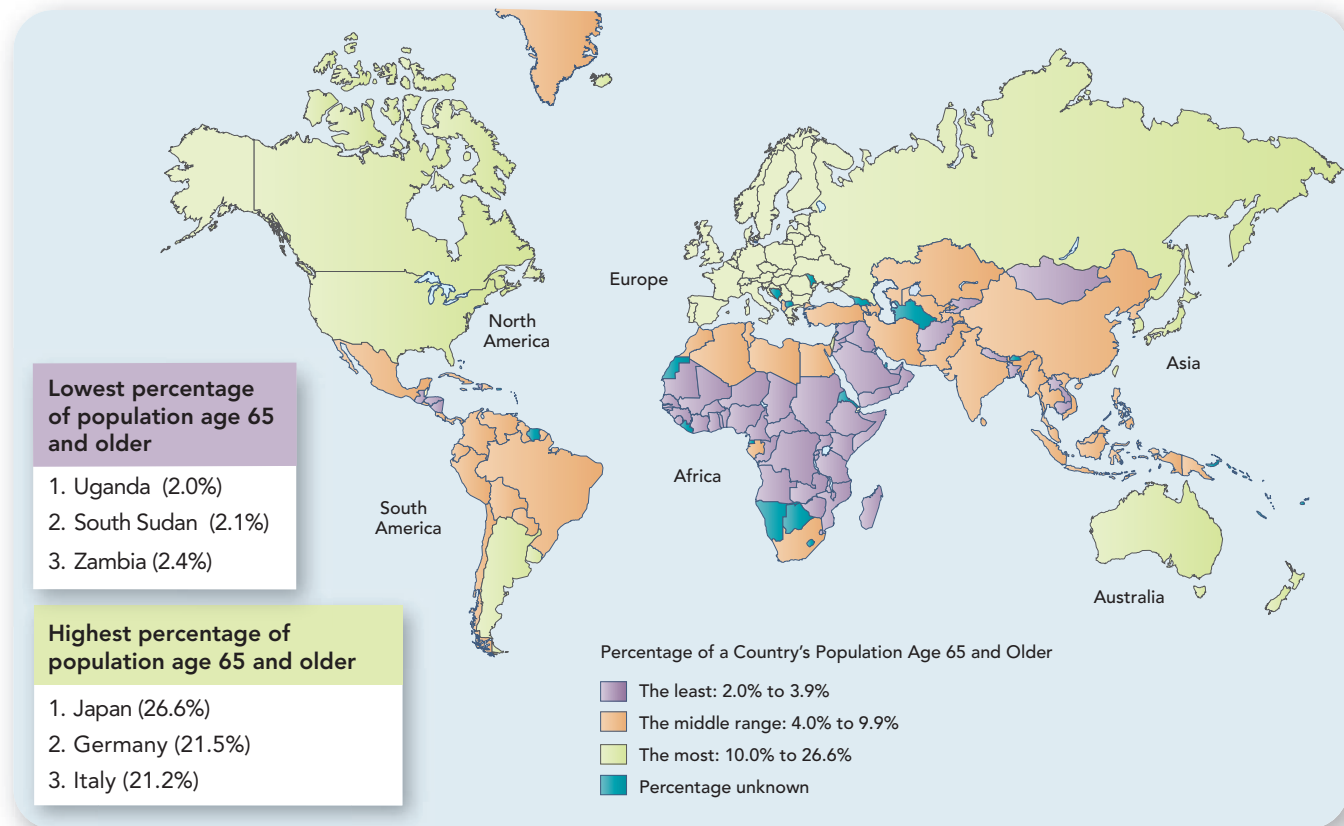 North
America
Europe
Asia
Africa
South
America
Australia
Lowest percentage
of population age 65
and older
1. Uganda (2.0%)
2. South Sudan (2.1%)
3. Zambia (2.4%)
Highest percentage of
population age 65 and older
1. Japan (26.6%)
2. Germany (21.5%)
3. Italy (21.2%)
Percentage of a Country’s Population Age 65 and Older
The least: 2.0% to 3.9%
The middle range: 4.0% to 9.9%
The most: 10.0% to 26.6%
Percentage unknown